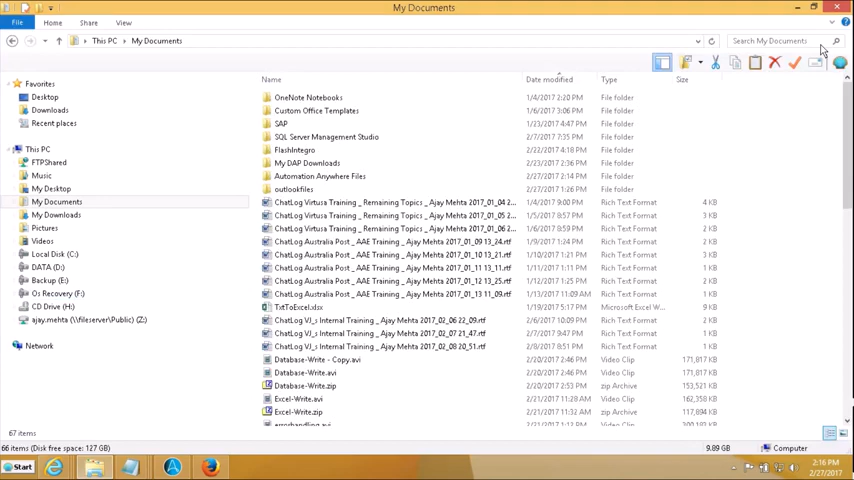 My Documents
File Home Share View
This PC My Documents Search My Documents
Name Date modified Type Size
Favorites
Desktop
Downloads
Recent places
This PC
FTPShared
Music
My Desktop
My Documents
My Downloads
Pictures
Videos
Local Disk (C:)
DATA (D:)
Backup (E:)
Os Recovery (F:)
CD Drive (H:)
ajay.mehta (\\fileserver\Public) (Z:)
Network
OneNote Notebooks 1/4/2017 2:20 PM File folder
Custom Office Templates 1/6/2017 3:06 PM File folder
SAP 1/23/2017 4:47 PM File folder
SQL Server Management Studio 2/7/2017 7:35 PM File folder
FlashIntegro 2/22/2017 4:18 PM File folder
My DAP Downloads 2/23/2017 2:36 PM File folder
Automation Anywhere Files 2/27/2017 2:14 PM File folder
outlookfiles 2/27/2017 1:26 PM File folder
ChatLog Virtusa Training _ Remaining Topics _ Ajay Mehta 2017_01_04 2... 1/4/2017 9:00 PM Rich Text Format 4 KB
ChatLog Virtusa Training _ Remaining Topics _ Ajay Mehta 2017_01_05 2... 1/5/2017 8:57 PM Rich Text Format 1 KB
ChatLog Virtusa Training _ Remaining Topics _ Ajay Mehta 2017_01_06 2... 1/6/2017 8:59 PM Rich Text Format 2 KB
ChatLog Australia Post _ AAE Training _ Ajay Mehta 2017_01_09 13_24.rtf 1/9/2017 1:24 PM Rich Text Format 2 KB
ChatLog Australia Post _ AAE Training _ Ajay Mehta 2017_01_10 13_21.rtf 1/10/2017 1:21 PM Rich Text Format 3 KB
ChatLog Australia Post _ AAE Training _ Ajay Mehta 2017_01_11 13_11.rtf 1/11/2017 1:11 PM Rich Text Format 1 KB
ChatLog Australia Post _ AAE Training _ Ajay Mehta 2017_01_12 13_25.rtf 1/12/2017 1:25 PM Rich Text Format 1 KB
ChatLog Australia Post _ AAE Training _ Ajay Mehta 2017_01_13 11_09.rtf 1/13/2017 11:09 AM Rich Text Format 1 KB
TxtToExcel.xlsx 1/19/2017 5:17 PM Microsoft Excel W... 9 KB
ChatLog VJ_s Internal Training _ Ajay Mehta 2017_02_06 22_09.rtf 2/6/2017 10:09 PM Rich Text Format 2 KB
ChatLog VJ_s Internal Training _ Ajay Mehta 2017_02_07 21_47.rtf 2/7/2017 9:47 PM Rich Text Format 1 KB
ChatLog VJ_s Internal Training _ Ajay Mehta 2017_02_08 20_51.rtf 2/8/2017 8:51 PM Rich Text Format 1 KB
Database-Write - Copy.avi 2/20/2017 2:46 PM Video Clip 171,817 KB
Database-Write.avi 2/20/2017 2:46 PM Video Clip 171,817 KB
Database-Write.zip 2/20/2017 2:53 PM zip Archive 153,521 KB
Excel-Write.avi 2/21/2017 11:28 AM Video Clip 162,358 KB
Excel-Write.zip 2/21/2017 11:32 AM zip Archive 117,894 KB
67 items
66 items (Disk free space: 127 GB) 9.89 GB Computer
Start 2:16 PM
2/27/2017